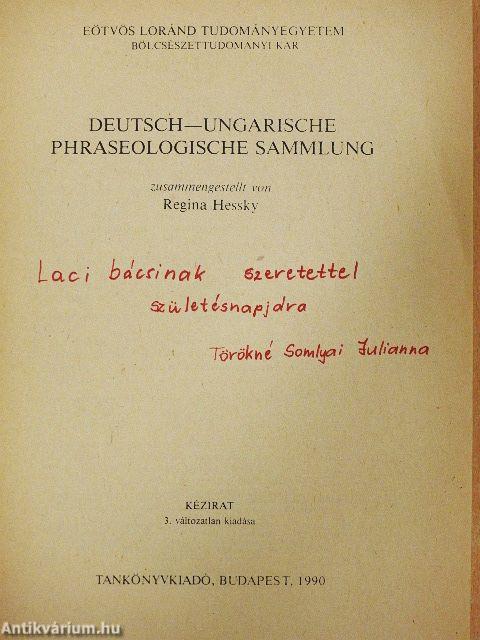 EÖTVÖS LORÁND TUDOMÁNYEGYETEM
BÖLCSÉSZETTUDOMÁNYI KAR
DEUTSCH—UNGARISCHE
PHRASEOLOGISCHE SAMMLUNG
zusammengestellt von
Regina Hessky
Laci bácsinak szeretettel
születésnapjára
Törökné Somlyai Julianna
KÉZIRAT
3. változatlan kiadása
TANKÖNYVKIADÓ, BUDAPEST, 1990
Antikvárium.hu